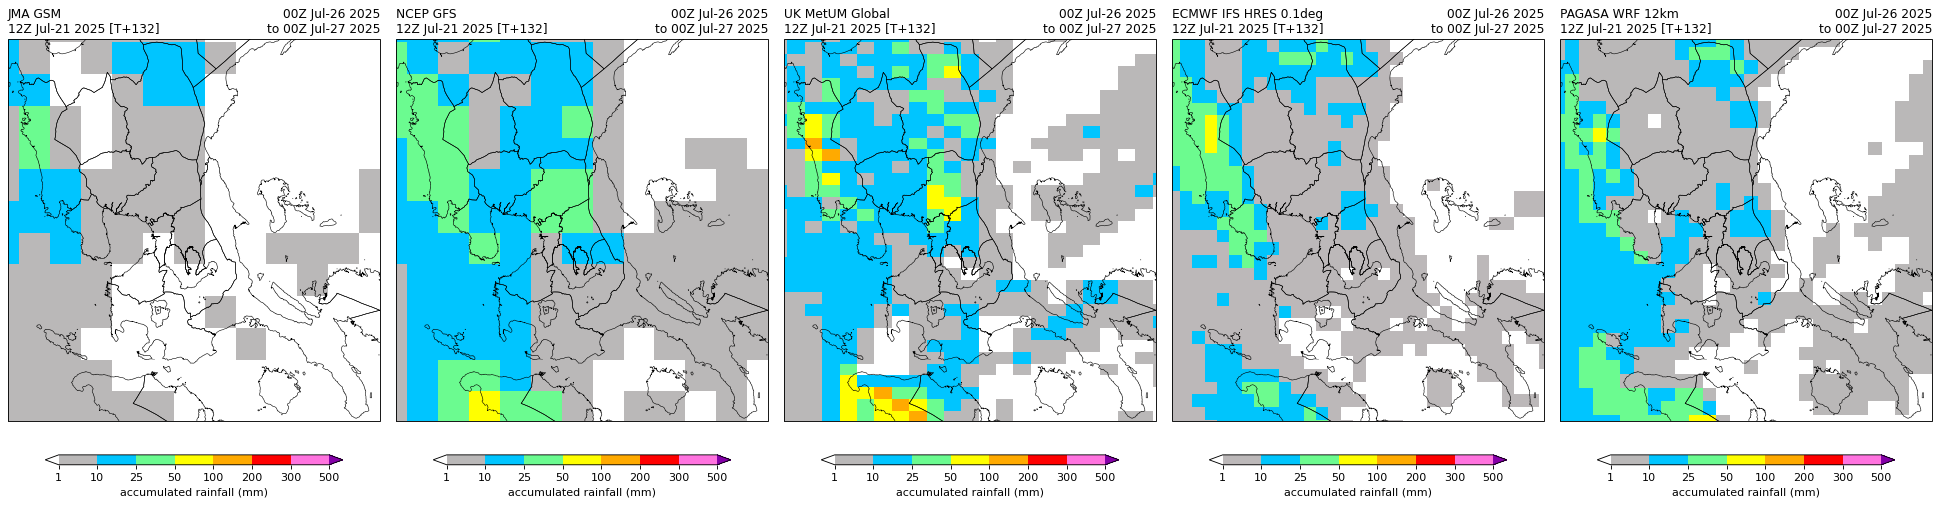 JMA GSM 00Z Jul-26 2025
12Z Jul-21 2025 [T+132] to 00Z Jul-27 2025
NCEP GFS 00Z Jul-26 2025
12Z Jul-21 2025 [T+132] to 00Z Jul-27 2025
UK MetUM Global 00Z Jul-26 2025
12Z Jul-21 2025 [T+132] to 00Z Jul-27 2025
ECMWF IFS HRES 0.1deg 00Z Jul-26 2025
12Z Jul-21 2025 [T+132] to 00Z Jul-27 2025
PAGASA WRF 12km 00Z Jul-26 2025
12Z Jul-21 2025 [T+132] to 00Z Jul-27 2025
1 10 25 50 100 200 300 500
accumulated rainfall (mm)
1 10 25 50 100 200 300 500
accumulated rainfall (mm)
1 10 25 50 100 200 300 500
accumulated rainfall (mm)
1 10 25 50 100 200 300 500
accumulated rainfall (mm)
1 10 25 50 100 200 300 500
accumulated rainfall (mm)